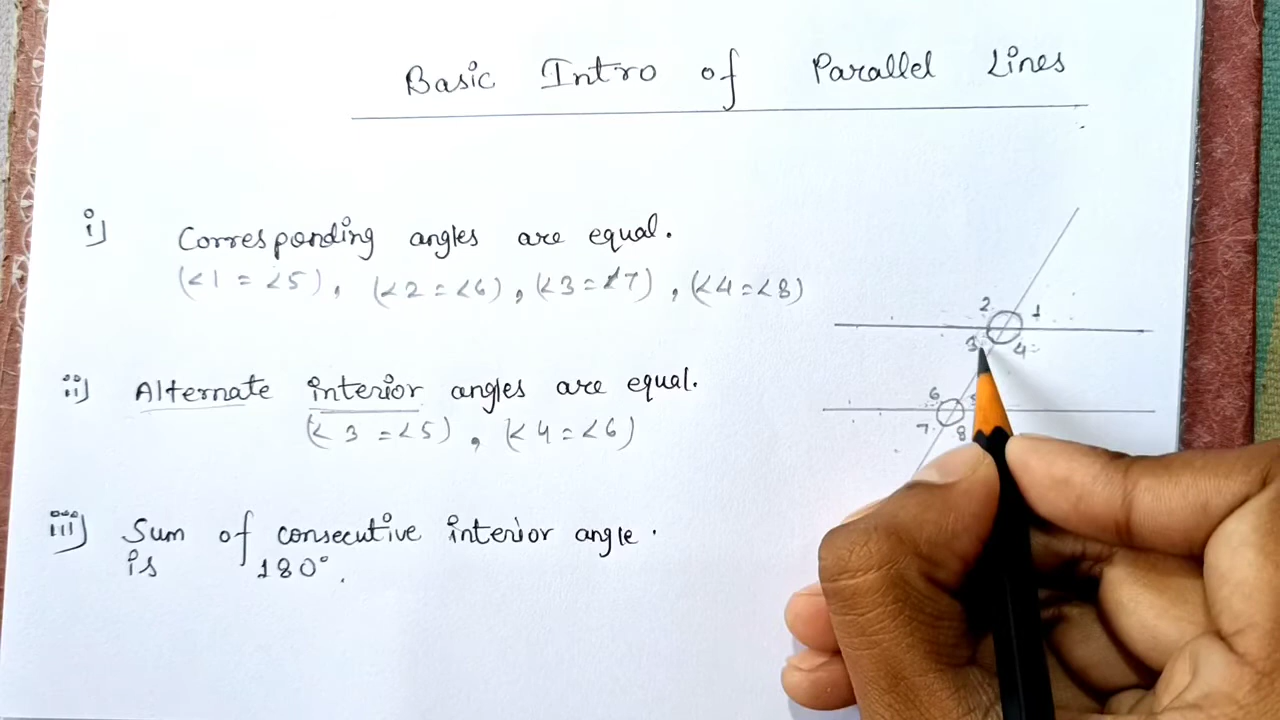 Basic Intro of Parallel Lines
i) Corresponding angles are equal.
(<1 = <5), (<2 = <6), (<3 = <7), (<4 = <8)
ii) Alternate interior angles are equal.
(<3 = <5), (<4 = <6)
iii) Sum of consecutive interior angle.
is 180°.
2 1
3 4
6
7 8